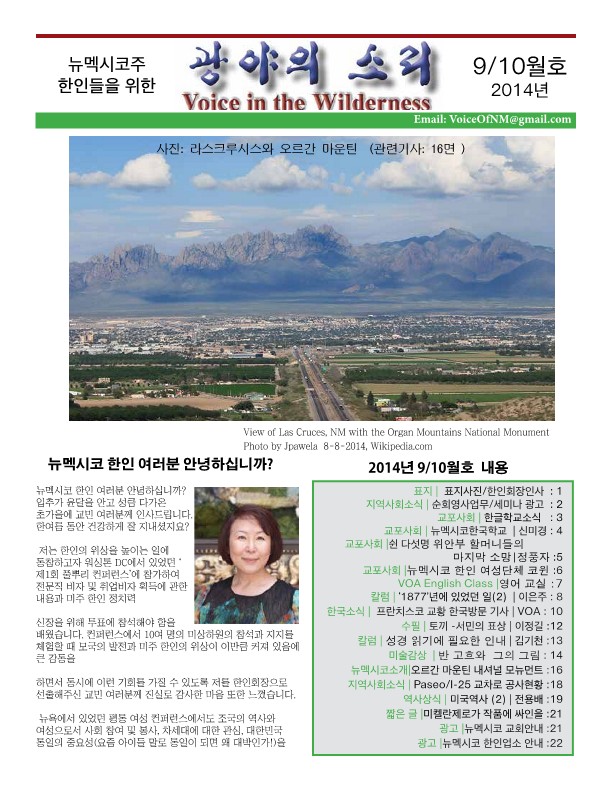 뉴멕시코주
한인들을 위한
광야의 소리
Voice in the Wilderness
9/10월호
2014년
Email: VoiceOfNM@gmail.com
사진: 라스크루시스와 오르간 마운틴 (관련기사: 16면 )
View of Las Cruces, NM with the Organ Mountains National Monument
Photo by Jpawela 8-8-2014, Wikipedia.com
뉴멕시코 한인 여러분 안녕하십니까?
뉴멕시코 한인 여러분 안녕하십니까?
입추가 윤달을 안고 성큼 다가온
초가을에 교민 여러분께 인사드립니다.
한여름 동안 건강하게 잘 지내셨지요?
저는 한인의 위상을 높이는 일에
동참하고자 워싱톤 DC에서 있었던 '
제1회 풀뿌리 컨퍼런스'에 참가하여
전문직 비자 및 취업비자 획득에 관한
내용과 미주 한인 정치력
신장을 위해 투표에 참석해야 함을
배웠습니다. 컨퍼런스에서 10여 명의 미상하원의 참석과 지지를
체험할 때 모국의 발전과 미주 한인의 위상이 이만큼 커져 있음에
큰 감동을
하면서 동시에 이런 기회를 가질 수 있도록 저를 한인회장으로
선출해주신 교민 여러분께 진실로 감사한 마음 또한 느꼈습니다.
뉴욕에서 있었던 평통 여성 컨퍼런스에서도 조국의 역사와
여성으로서 사회 참여 및 봉사, 차세대에 대한 관심, 대한민국
통일의 중요성(요즘 아이들 말로 통일이 되면 왜 대박인가!)을
2014년 9/10월호 내용
표지 | 표지사진/한인회장인사 : 1
지역사회소식 | 순회영사업무/세미나 광고 : 2
교포사회 | 한글학교소식 : 3
교포사회 | 뉴멕시코한국학교 | 신미경 : 4
교포사회 |쉰 다섯명 위안부 할머니들의
마지막 소망|정품자 :5
교포사회 |뉴멕시코 한인 여성단체 코윈 :6
VOA English Class |영어 교실 : 7
칼럼 | '1877'년에 있었던 일(2) | 이은주 : 8
한국소식 | 프란치스코 교황 한국방문 기사 | VOA : 10
수필 | 토끼 -서민의 표상 | 이정길 :12
칼럼 | 성경 읽기에 필요한 인내 | 김기천 :13
미술감상 | 반 고흐와 그의 그림 : 14
뉴멕시코소개|오르간 마운틴 내셔널 모뉴먼트 :16
지역사회소식 | Paseo/I-25 교차로 공사현황 : 18
역사상식 | 미국역사 (2) | 전용배 : 19
짧은 글 | 미켈란제로가 작품에 싸인을 :21
광고 |뉴멕시코 교회안내 :21
광고 |뉴멕시코 한인업소 안내 :22